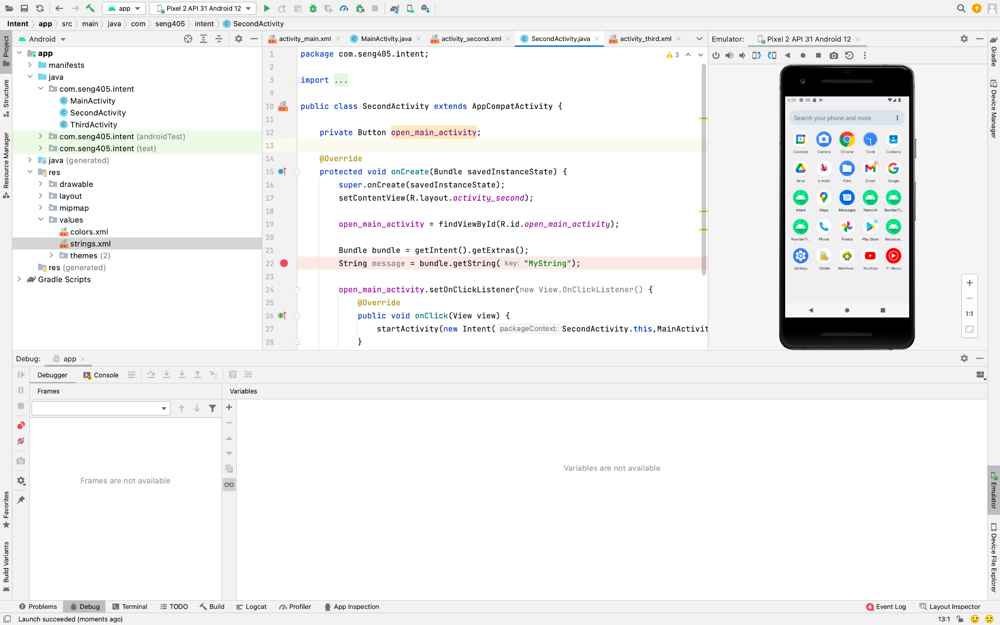 app
Pixel 2 API 31 Android 12
Intent app src main java com seng405 intent SecondActivity
Project
Structure
Resource Manager
Favorites
Build Variants
Android
app
manifests
java
com.seng405.intent
MainActivity
SecondActivity
ThirdActivity
com.seng405.intent (androidTest)
com.seng405.intent (test)
java (generated)
res
drawable
layout
mipmap
values
colors.xml
strings.xml
themes (2)
res (generated)
Gradle Scripts
activity_main.xml MainActivity.java activity_second.xml SecondActivity.java activity_third.xml
3
1 package com.seng405.intent;
2
3 import ...
9
10 public class SecondActivity extends AppCompatActivity {
11
12 private Button open_main_activity;
13
14 @Override
15 protected void onCreate(Bundle savedInstanceState) {
16 super.onCreate(savedInstanceState);
17 setContentView(R.layout.activity_second);
18
19 open_main_activity = findViewById(R.id.open_main_activity);
20
21 Bundle bundle = getIntent().getExtras();
22 String message = bundle.getString( key: "MyString");
23
24 open_main_activity.setOnClickListener(new View.OnClickListener() {
25 @Override
26 public void onClick(View view) {
27 startActivity(new Intent( packageContext: SecondActivity.this,MainActivit
28 }
Emulator: Pixel 2 API 31 Android 12
9:29
Search your phone and more
Calendar Camera Chrome Clock Contacts
Drive e.mobil Files Gmail Google
Intent Maps Messages Network NumberFi...
NumberFi... Phone Photos Play Store Resource...
Settings TMoble WebView ... YouTube YT Music
1:1
Gradle
Device Manager
Emulator
Device File Explorer
Debug: app
Debugger Console
Frames
Variables
Frames are not available
Variables are not available
Problems Debug Terminal TODO Build Logcat Profiler App Inspection
4 Event Log Layout Inspector
Launch succeeded (moments ago)
13:1